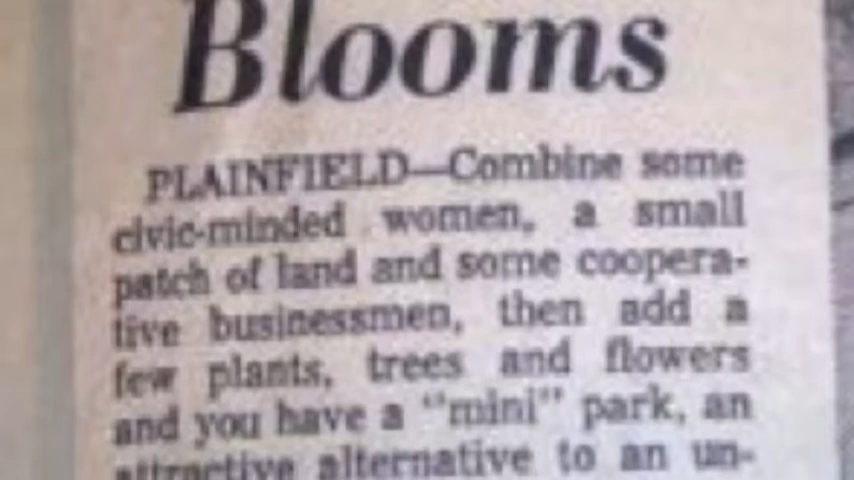 Blooms
PLAINFIELD—Combine some
civic-minded women, a small
patch of land and some coopera-
tive businessmen, then add a
few plants, trees and flowers
and you have a "mini" park, an
attractive alternative to an un-